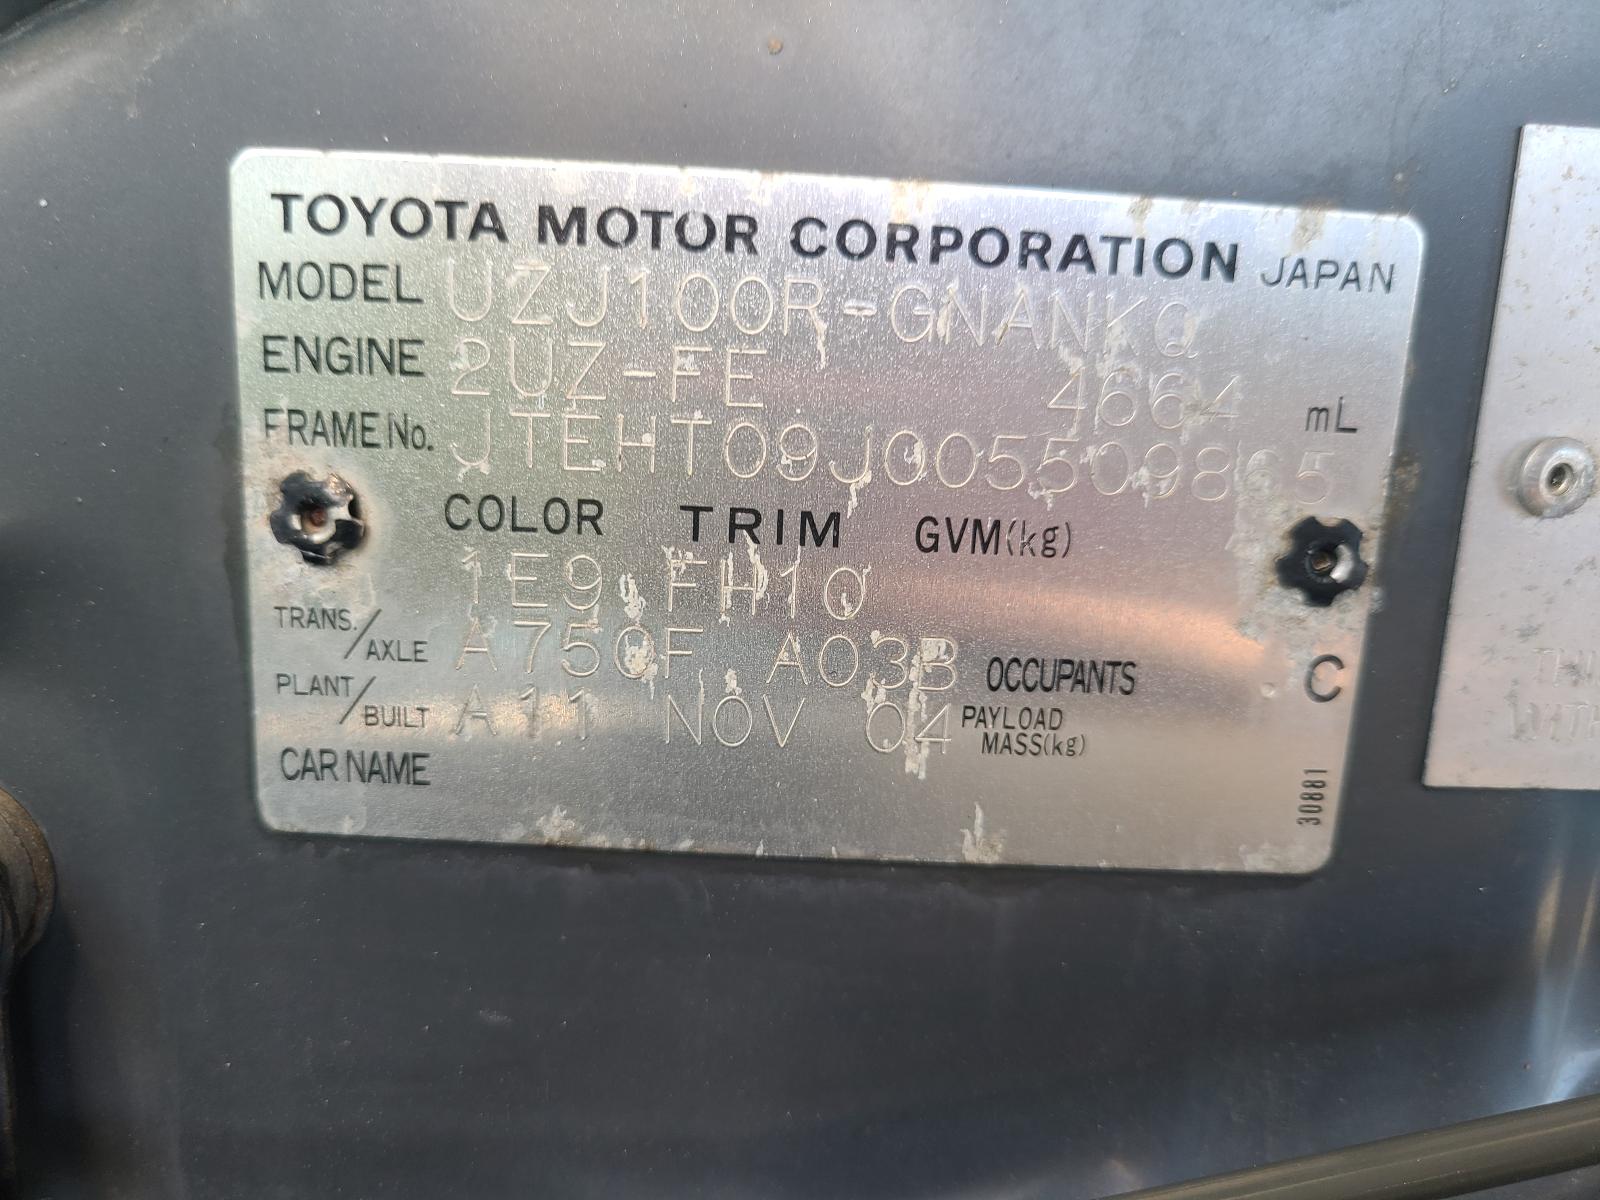 TOYOTA MOTOR CORPORATION JAPAN
MODEL UZJ100R-GNANKQ
ENGINE 2UZ-FE 4664 mL
FRAME No. JTEHT09J005509865
COLOR TRIM GVM(kg)
1E9 FH10
TRANS./AXLE A750F A03B OCCUPANTS C
PLANT/BUILT A11 NOV 04 PAYLOAD MASS(kg)
CAR NAME
30881